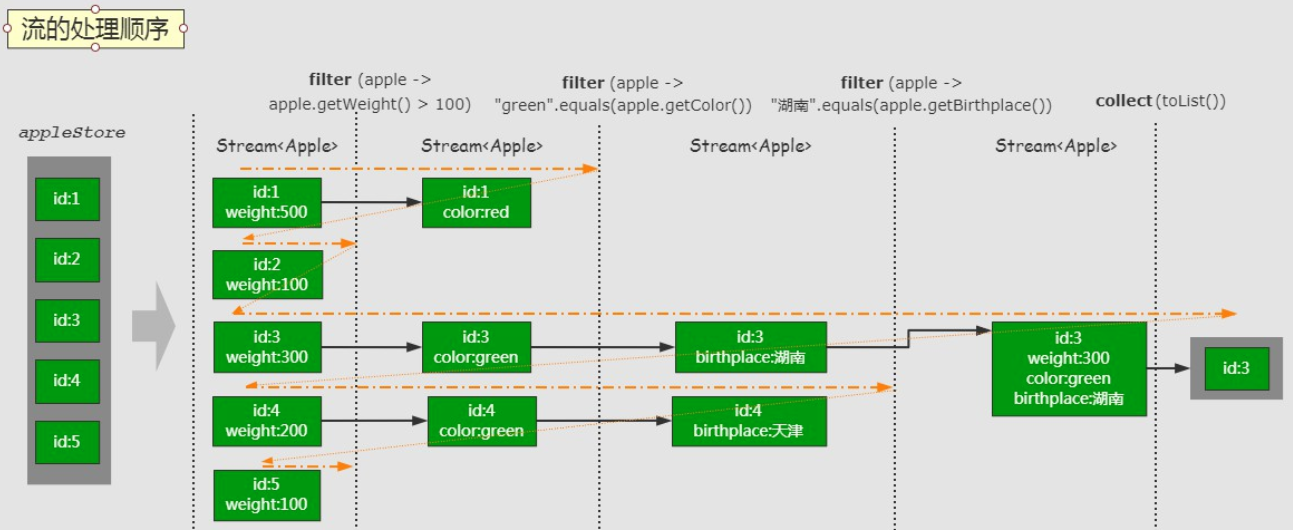 流的处理顺序
filter (apple ->
apple.getWeight() > 100)
filter (apple ->
"green".equals(apple.getColor())
filter (apple ->
"湖南".equals(apple.getBirthplace())
collect (toList())
appleStore
Stream<Apple>
Stream<Apple>
Stream<Apple>
Stream<Apple>
id:1
id:2
id:3
id:4
id:5
id:1
weight:500
id:1
color:red
id:2
weight:100
id:3
weight:300
id:3
color:green
id:3
birthplace:湖南
id:3
weight:300
color:green
birthplace:湖南
id:3
id:4
weight:200
id:4
color:green
id:4
birthplace:天津
id:5
weight:100